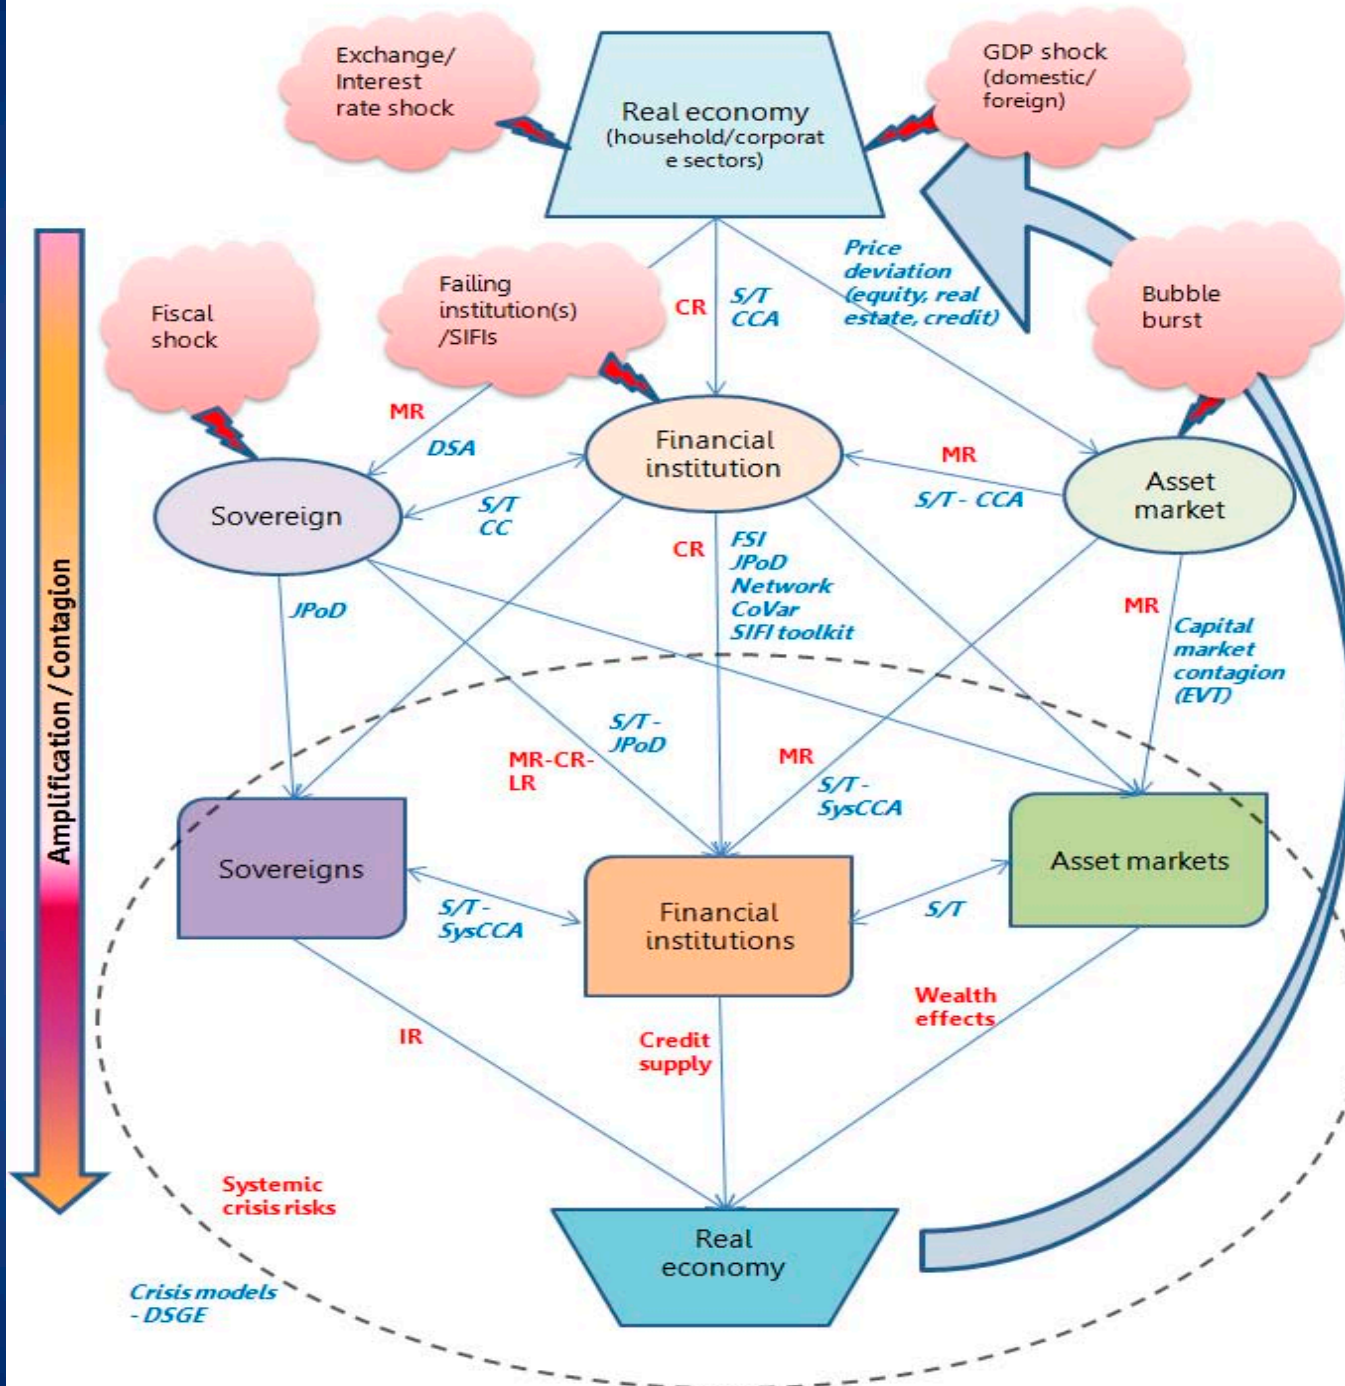 Exchange/
Interest
rate shock
GDP shock
(domestic/
foreign)
Real economy
(household/corporat
e sectors)
Price
deviation
(equity, real
estate, credit)
CR
S/T
CCA
Fiscal
shock
Failing
institution(s)
/SIFIs
Bubble
burst
MR
DSA
Financial
institution
MR
S/T - CCA
Asset
market
Sovereign
S/T
CC
CR
FSI
JPoD
Network
CoVar
SIFI toolkit
JPoD
MR
Capital
market
contagion
(EVT)
Amplification / Contagion
S/T -
JPoD
MR-CR-
LR
MR
S/T -
SysCCA
Sovereigns
Asset markets
S/T -
SysCCA
Financial
institutions
S/T
IR
Credit
supply
Wealth
effects
Systemic
crisis risks
Real
economy
Crisis models
- DSGE